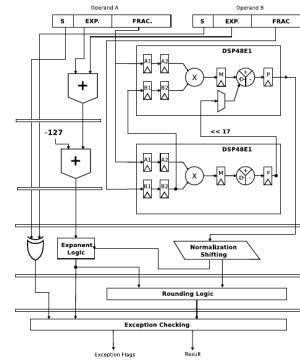 Operand A Operand B
S EXP. FRAC. S EXP. FRAC.
DSP48E1
A1 A2
B1 B2
X M P
+
<< 17
-127
DSP48E1
+
A1 A2
B1 B2
X M P
Exponent Logic
Normalization Shifting
Rounding Logic
Exception Checking
Exception Flags Result